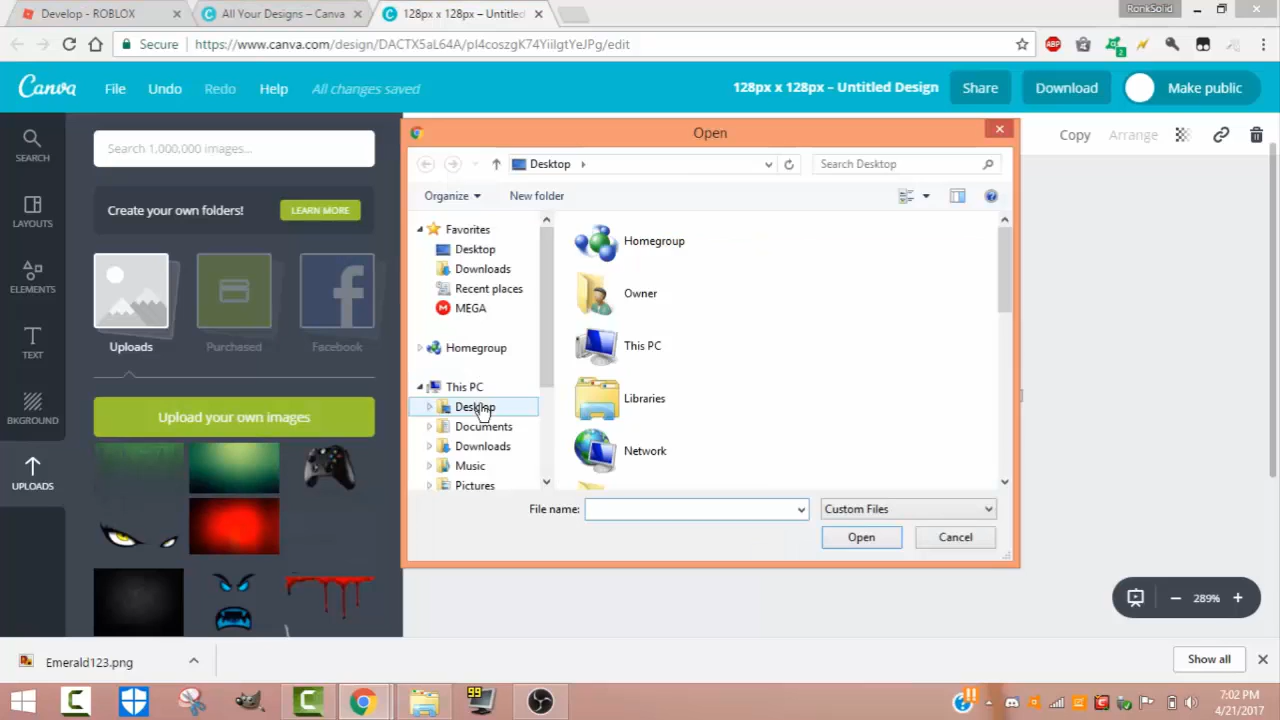 Develop - ROBLOX
All Your Designs – Canva
128px x 128px – Untitled
RonkSolid
Secure
https://www.canva.com/design/DACTX5aL64A/pI4coszgK74YiiIgtYeJPg/edit
ABP
2
Canva
File
Undo
Redo
Help
All changes saved
128px x 128px – Untitled Design
Share
Download
Make public
SEARCH
LAYOUTS
ELEMENTS
TEXT
BKGROUND
UPLOADS
Search 1,000,000 images...
Create your own folders!
LEARN MORE
Uploads
Purchased
Facebook
Upload your own images
Copy
Arrange
Open
Desktop
Search Desktop
Organize
New folder
Favorites
Desktop
Downloads
Recent places
MEGA
Homegroup
This PC
Desktop
Documents
Downloads
Music
Pictures
Homegroup
Owner
This PC
Libraries
Network
File name:
Custom Files
Open
Cancel
289%
Emerald123.png
Show all
99
7:02 PM
4/21/2017